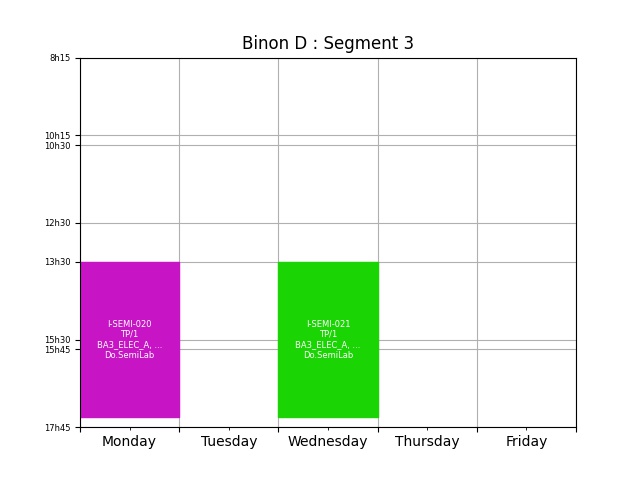 Binon D : Segment 3
8h15
10h15
10h30
12h30
13h30
I-SEMI-020
TP/1
BA3_ELEC_A, ...
Do.SemiLab
I-SEMI-021
TP/1
BA3_ELEC_A, ...
Do.SemiLab
15h30
15h45
17h45
Monday Tuesday Wednesday Thursday Friday